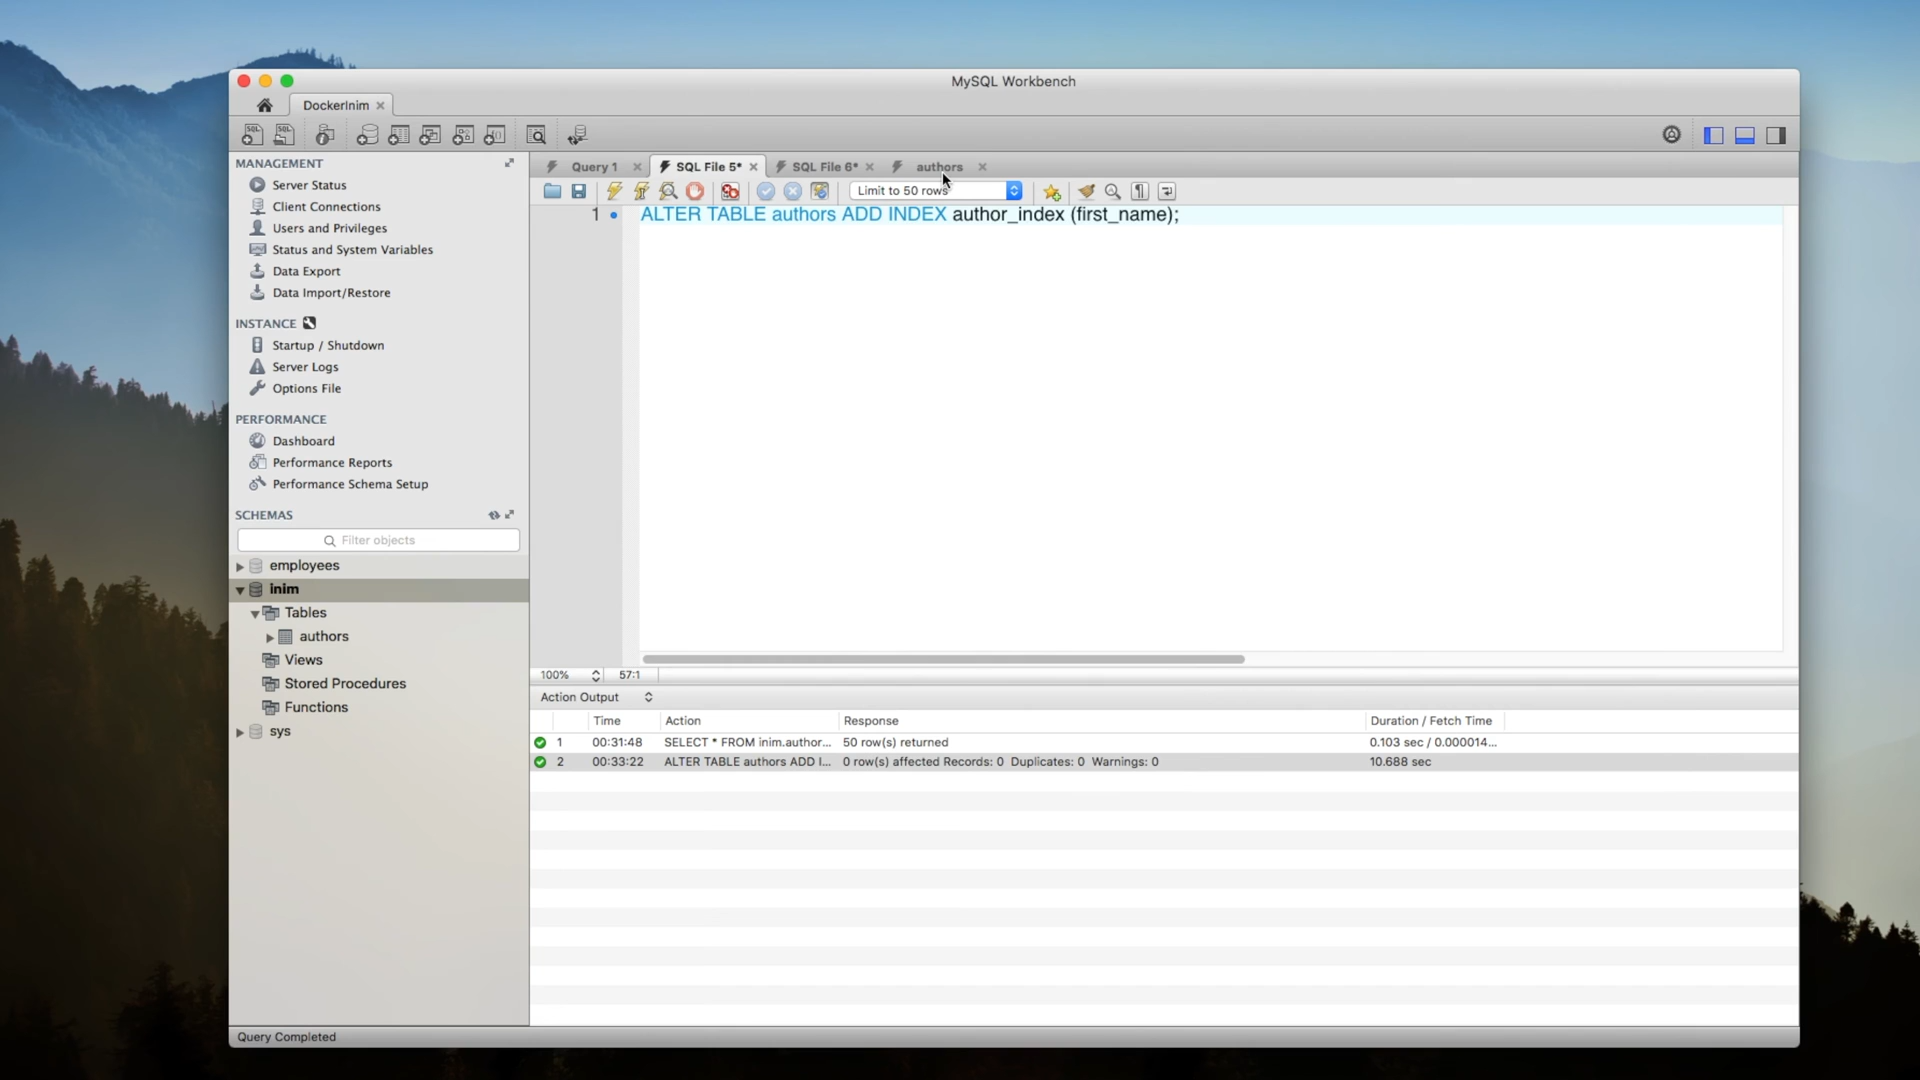 MySQL Workbench
DockerInim
MANAGEMENT
Server Status
Client Connections
Users and Privileges
Status and System Variables
Data Export
Data Import/Restore
INSTANCE
Startup / Shutdown
Server Logs
Options File
PERFORMANCE
Dashboard
Performance Reports
Performance Schema Setup
SCHEMAS
Filter objects
employees
inim
Tables
authors
Views
Stored Procedures
Functions
sys
Query 1 SQL File 5* SQL File 6* authors
Limit to 50 rows
1 ALTER TABLE authors ADD INDEX author_index (first_name);
100% 57:1
Action Output
Time Action Response Duration / Fetch Time
1 00:31:48 SELECT * FROM inim.author... 50 row(s) returned 0.103 sec / 0.000014...
2 00:33:22 ALTER TABLE authors ADD I... 0 row(s) affected Records: 0 Duplicates: 0 Warnings: 0 10.688 sec
Query Completed